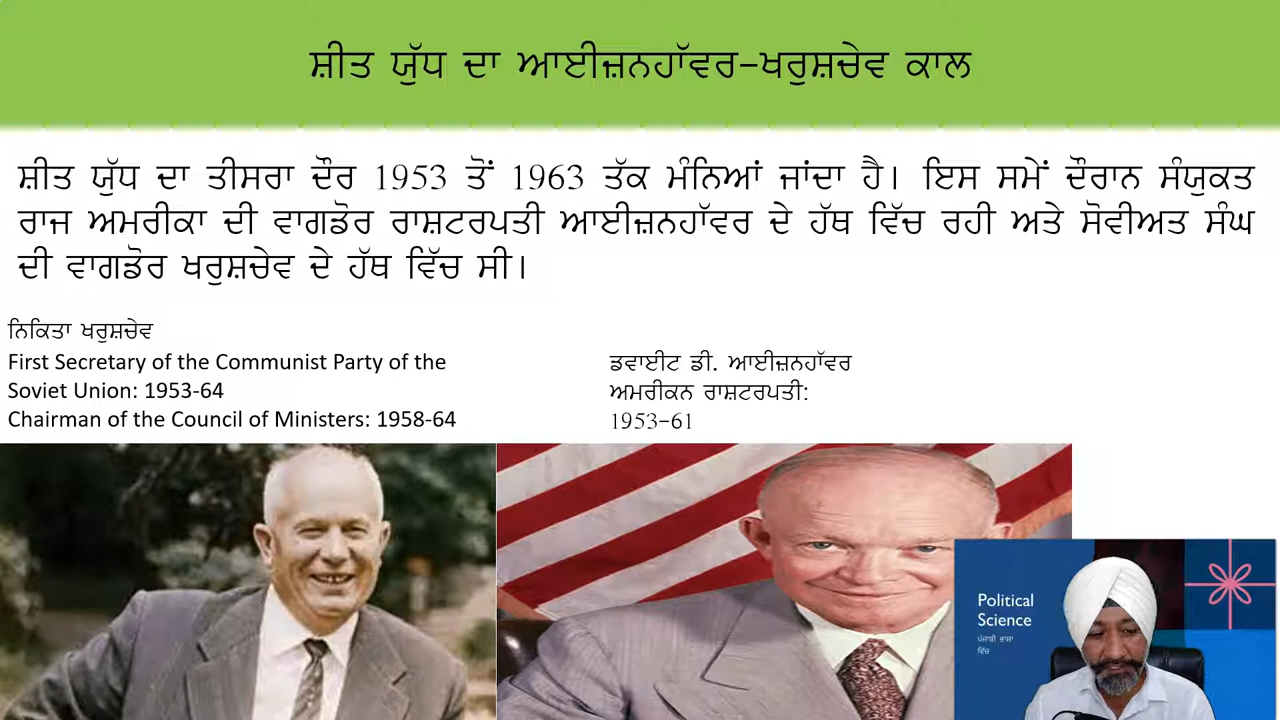 ਸ਼ੀਤ ਯੁੱਧ ਦਾ ਆਈਜ਼ਨਹਾੱਵਰ-ਖਰੁਸ਼ਚੇਵ ਕਾਲ
ਸ਼ੀਤ ਯੁੱਧ ਦਾ ਤੀਸਰਾ ਦੌਰ 1953 ਤੋਂ 1963 ਤੱਕ ਮੰਨਿਆਂ ਜਾਂਦਾ ਹੈ। ਇਸ ਸਮੇਂ ਦੌਰਾਨ ਸੰਯੁਕਤ
ਰਾਜ ਅਮਰੀਕਾ ਦੀ ਵਾਗਡੋਰ ਰਾਸ਼ਟਰਪਤੀ ਆਈਜ਼ਨਹਾੱਵਰ ਦੇ ਹੱਥ ਵਿੱਚ ਰਹੀ ਅਤੇ ਸੋਵੀਅਤ ਸੰਘ
ਦੀ ਵਾਗਡੋਰ ਖਰੁਸ਼ਚੇਵ ਦੇ ਹੱਥ ਵਿੱਚ ਸੀ।
ਨਿਕਿਤਾ ਖਰੁਸ਼ਚੇਵ
First Secretary of the Communist Party of the
Soviet Union: 1953-64
Chairman of the Council of Ministers: 1958-64
ਡਵਾਈਟ ਡੀ. ਆਈਜ਼ਨਹਾੱਵਰ
ਅਮਰੀਕਨ ਰਾਸ਼ਟਰਪਤੀ:
1953-61
Political
Science
ਪੰਜਾਬੀ ਭਾਸ਼ਾ
ਵਿੱਚ